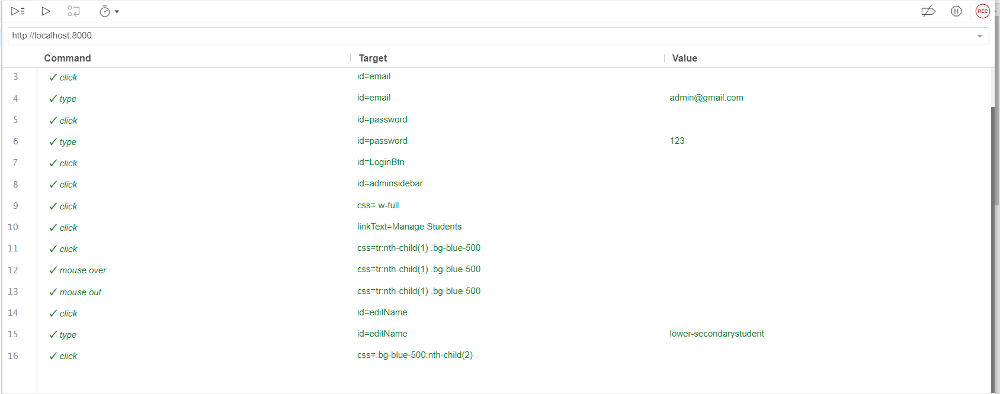 REC
http://localhost:8000
Command Target Value
3 ✓ click id=email
4 ✓ type id=email admin@gmail.com
5 ✓ click id=password
6 ✓ type id=password 123
7 ✓ click id=LoginBtn
8 ✓ click id=adminsidebar
9 ✓ click css=.w-full
10 ✓ click linkText=Manage Students
11 ✓ click css=tr:nth-child(1) .bg-blue-500
12 ✓ mouse over css=tr:nth-child(1) .bg-blue-500
13 ✓ mouse out css=tr:nth-child(1) .bg-blue-500
14 ✓ click id=editName
15 ✓ type id=editName lower-secondarystudent
16 ✓ click css=.bg-blue-500:nth-child(2)